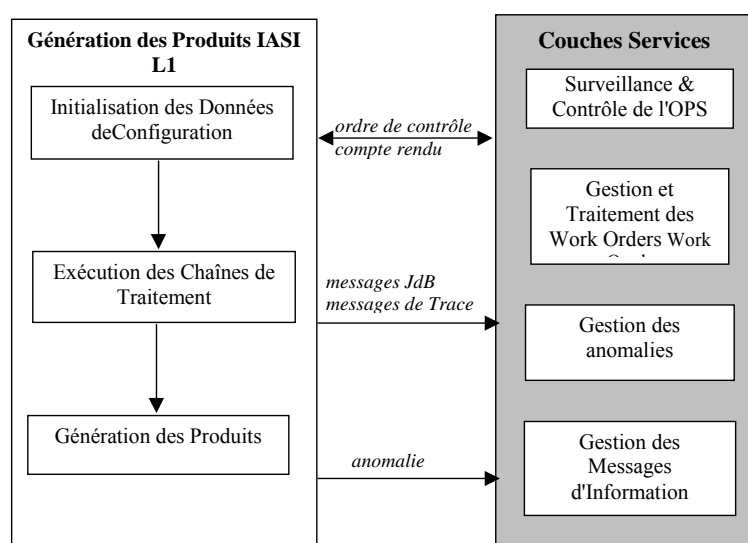 Génération des Produits IASI
L1
Initialisation des Données
deConfiguration
Exécution des Chaînes de
Traitement
Génération des Produits
ordre de contrôle
compte rendu
messages JdB
messages de Trace
anomalie
Couches Services
Surveillance &
Contrôle de l'OPS
Gestion et
Traitement des
Work Orders Work
Gestion des
anomalies
Gestion des
Messages
d'Information